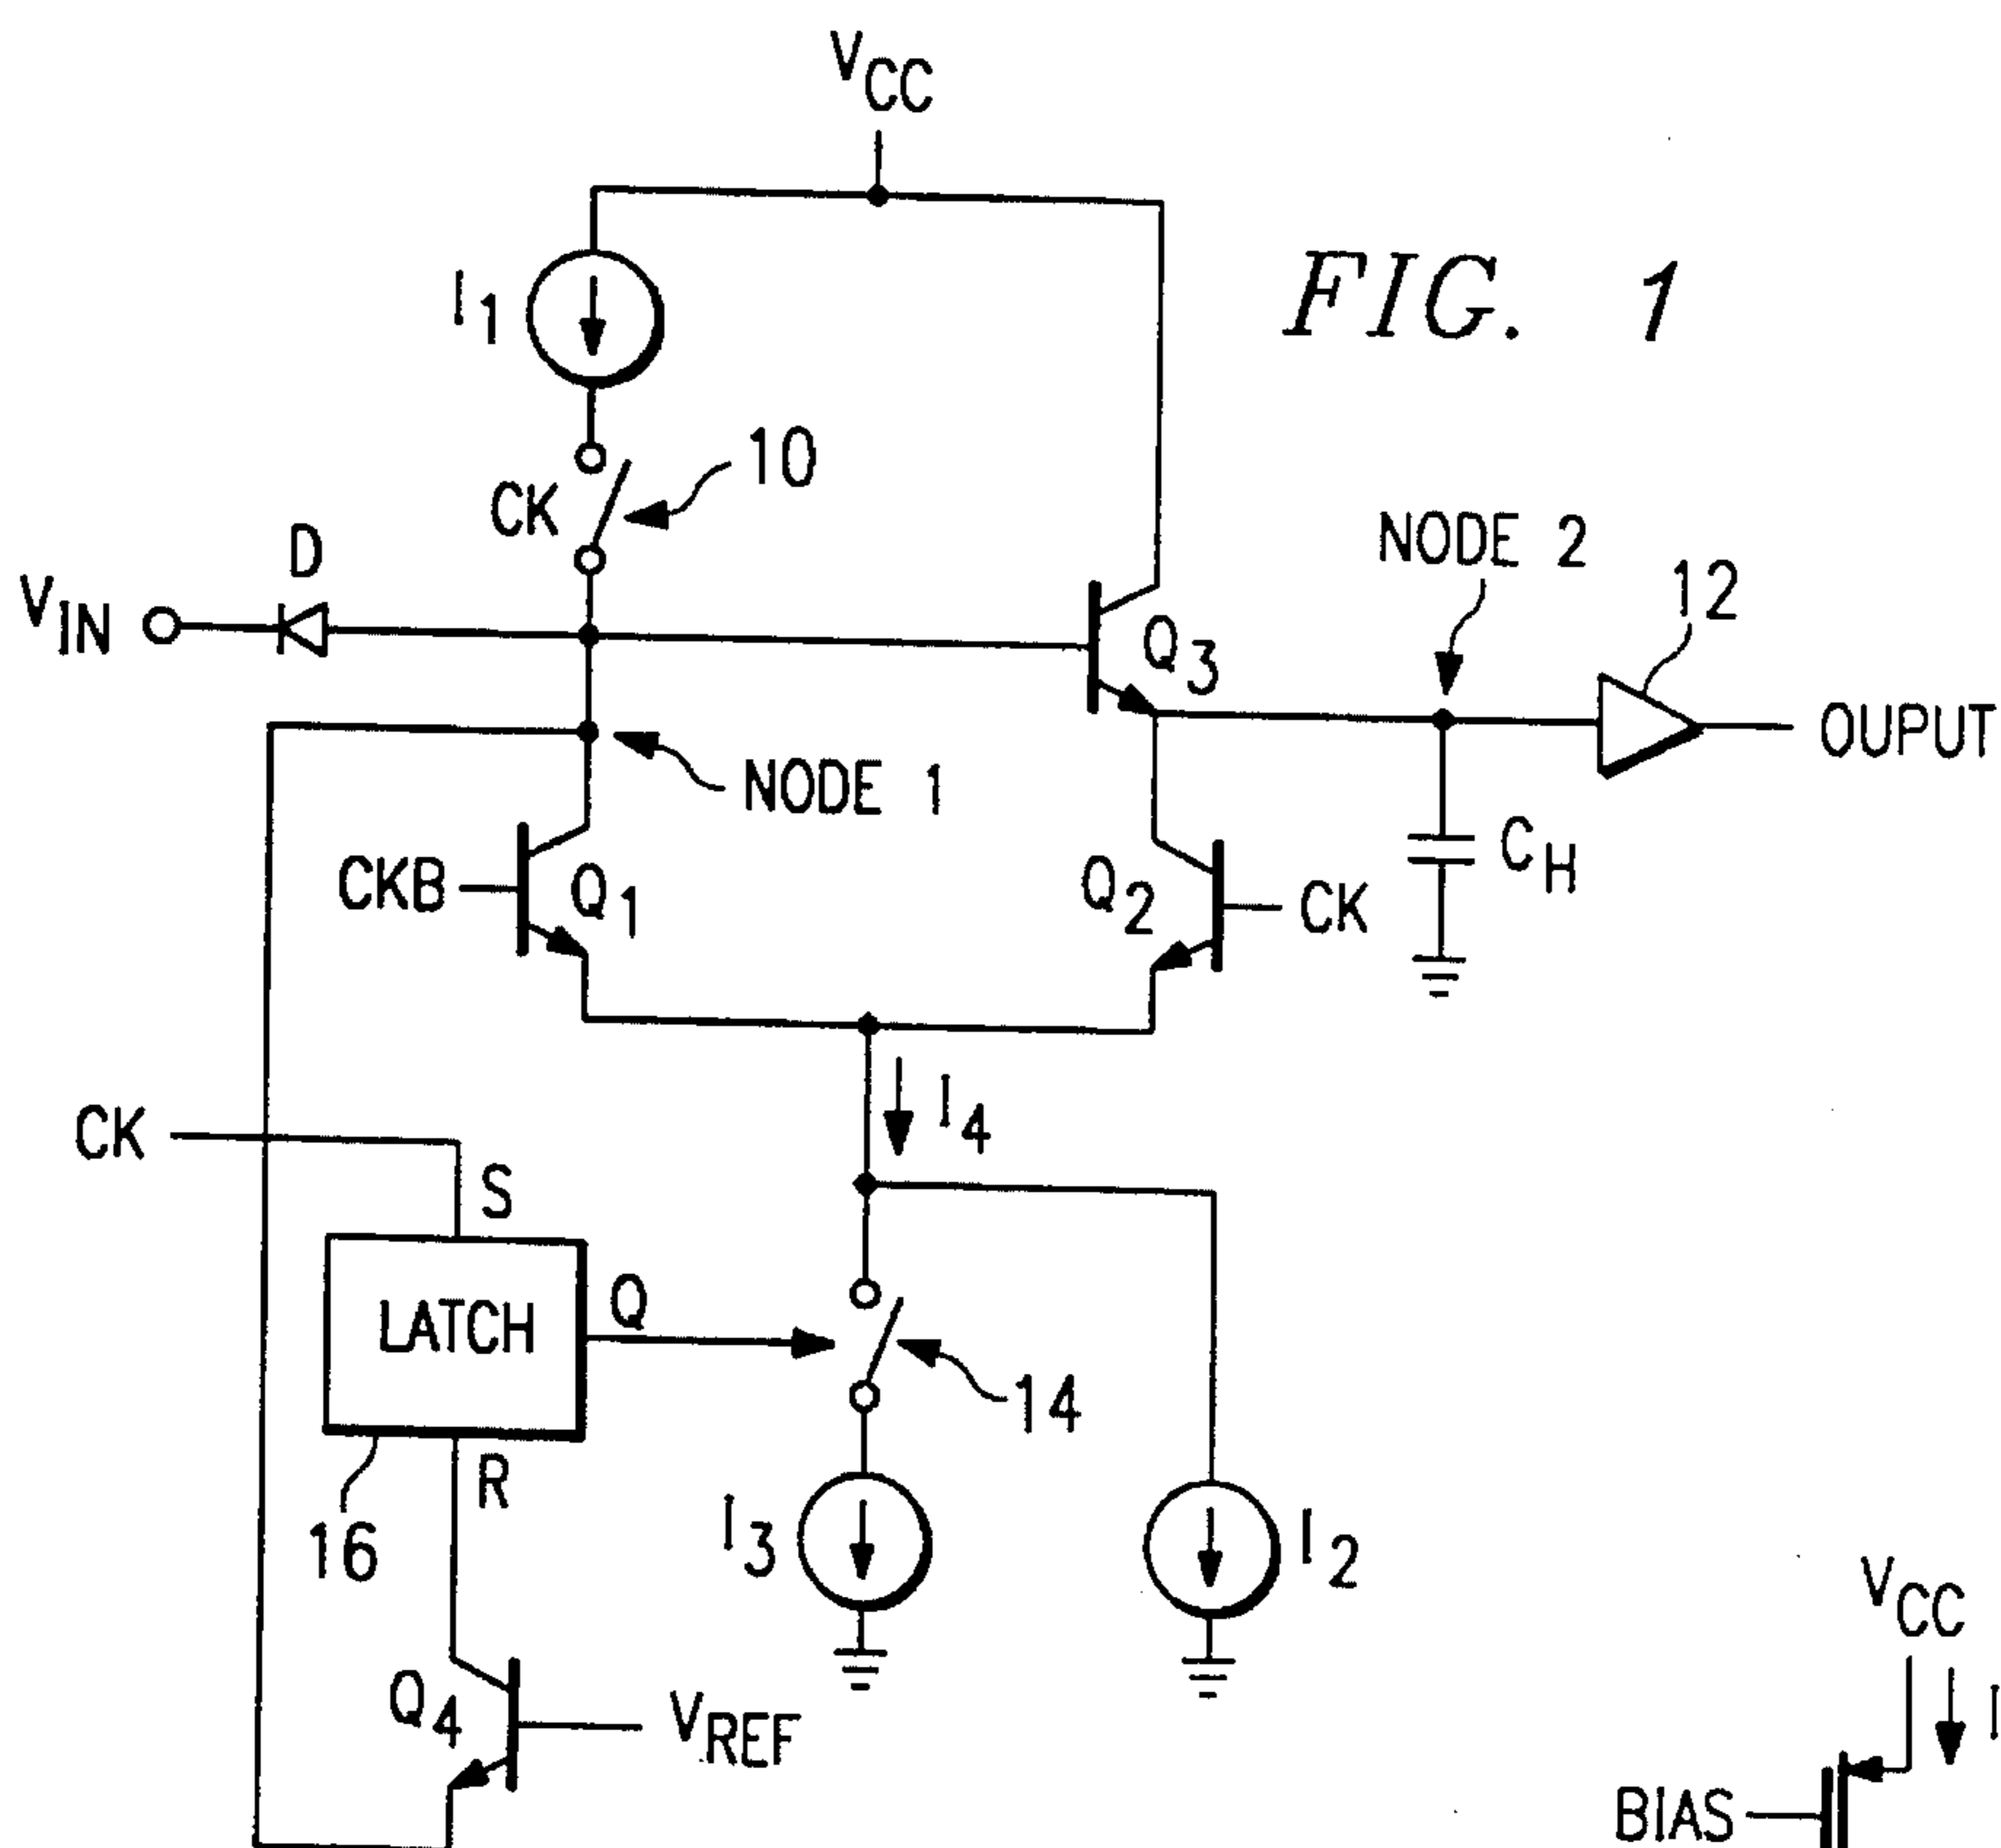 VCC
FIG. 1
I1
10
CK
D
VIN
NODE 2
12
Q3
OUPUT
NODE 1
CKB
Q1
Q2
CK
CH
I4
CK
S
LATCH
Q
14
R
16
I3
I2
VCC
I
Q4
VREF
BIAS